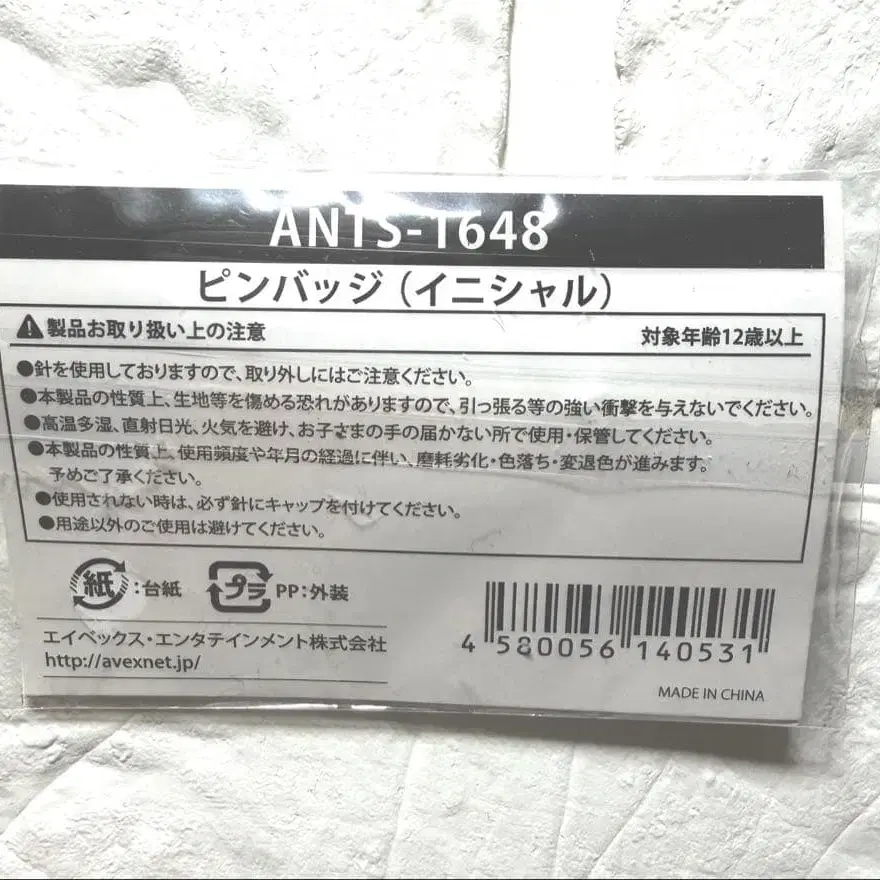 ANTS-1648
ピンバッジ（イニシャル）
製品お取り扱い上の注意 対象年齢12歳以上
●針を使用しておりますので、取り外しにはご注意ください。
●本製品の性質上、生地等を傷める恐れがありますので、引っ張る等の強い衝撃を与えないでください。
●高温多湿、直射日光、火気を避け、お子さまの手の届かない所で使用・保管してください。
●本製品の性質上、使用頻度や年月の経過に伴い、磨耗劣化・色落ち・変退色が進みます。
予めご了承ください。
●使用されない時は、必ず針にキャップを付けてください。
●用途以外のご使用は避けてください。
紙：台紙 プラ PP：外装
エイベックス・エンタテインメント株式会社
http://avexnet.jp/
4 580056 140531
MADE IN CHINA